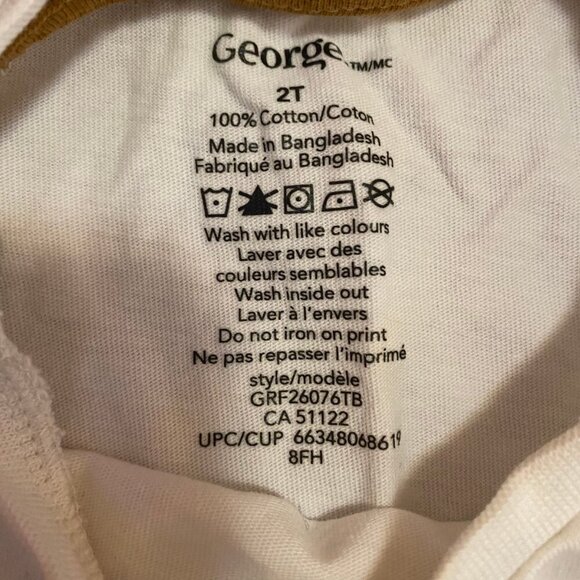 George TM/MC
2T
100% Cotton/Coton
Made in Bangladesh
Fabriqué au Bangladesh
Wash with like colours
Laver avec des
couleurs semblables
Wash inside out
Laver à l'envers
Do not iron on print
Ne pas repasser l'imprimé
style/modèle
GRF26076TB
CA 51122
UPC/CUP 66348068619
8FH